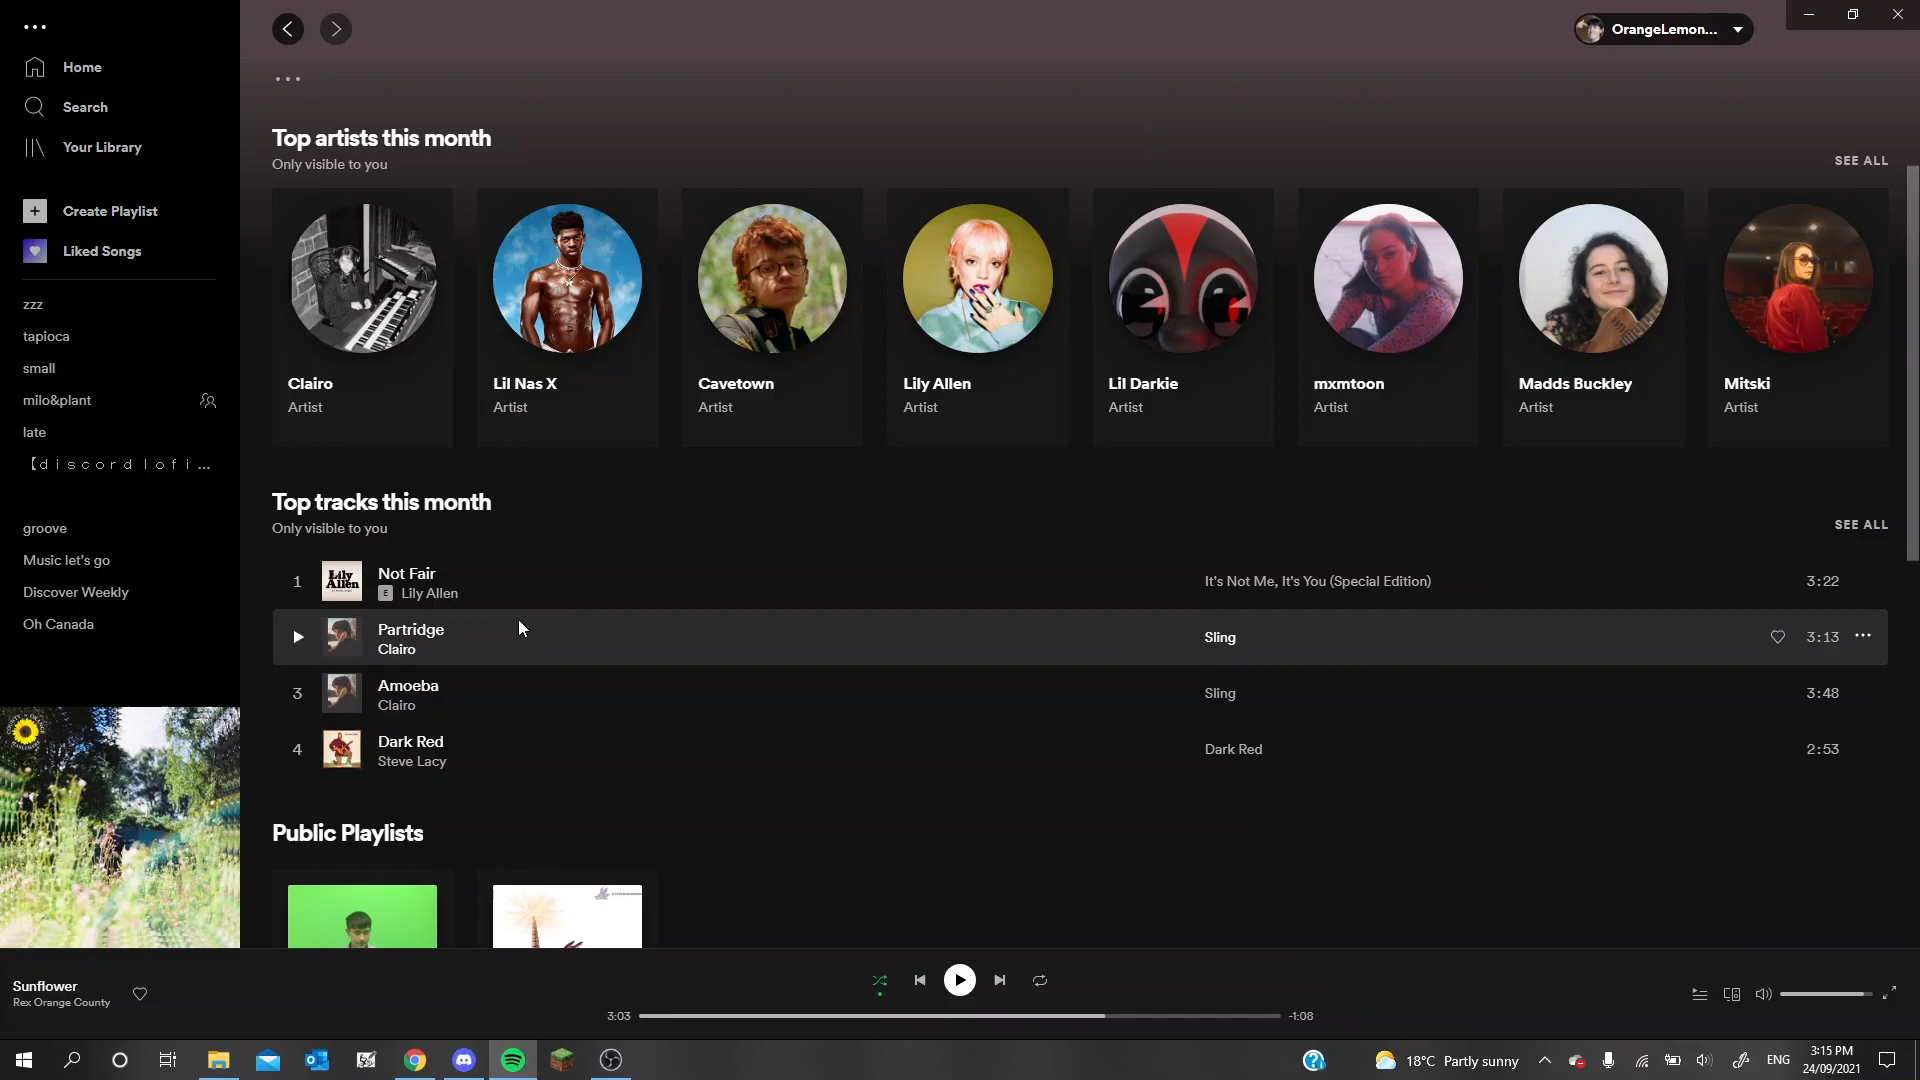 Home
Search
Your Library
Create Playlist
Liked Songs
zzz
tapioca
small
milo&plant
late
【d i s c o r d  l o f i ...
groove
Music let's go
Discover Weekly
Oh Canada
OrangeLemon...
Top artists this month
Only visible to you
SEE ALL
Clairo
Artist
Lil Nas X
Artist
Cavetown
Artist
Lily Allen
Artist
Lil Darkie
Artist
mxmtoon
Artist
Madds Buckley
Artist
Mitski
Artist
Top tracks this month
Only visible to you
SEE ALL
1 Lily Allen Not Fair It's Not Me, It's You (Special Edition) 3:22
E Lily Allen
Partridge Sling 3:13
Clairo
3 Amoeba Sling 3:48
Clairo
4 Dark Red Dark Red 2:53
Steve Lacy
Public Playlists
Sunflower
Rex Orange County
3:03 -1:08
18°C Partly sunny
ENG
3:15 PM
24/09/2021